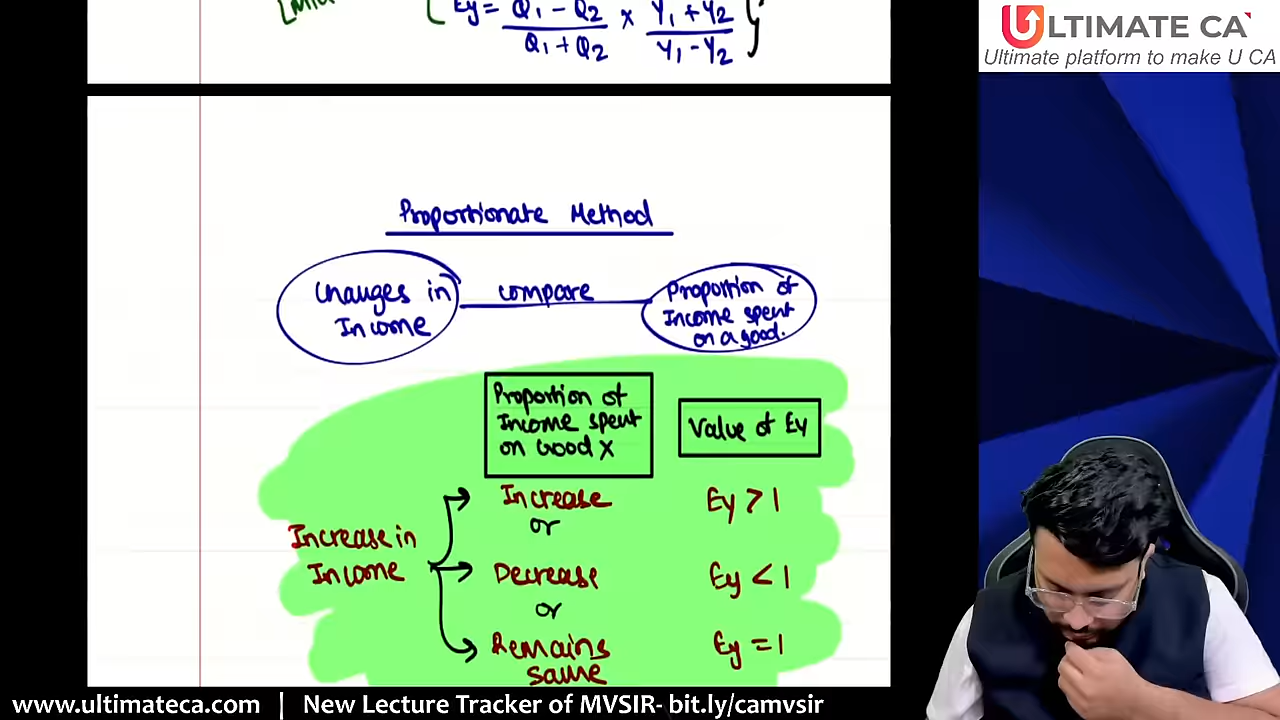 [Mid
Ey = Q1 - Q2 / Q1 + Q2 x Y1 + Y2 / Y1 - Y2
ULTIMATE CA
Ultimate platform to make U CA
Proportionate Method
Changes in
Income
compare
Proportion of
Income spent
on a good.
Proportion of
Income spent
on Good X
Value of Ey
Increase in
Income
Increase
Ey > 1
or
Decrease
Ey < 1
or
Remains
same
Ey = 1
www.ultimateca.com | New Lecture Tracker of MVSIR- bit.ly/camvsir